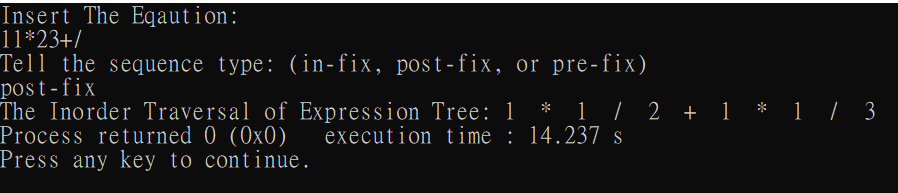 Insert The Eqaution:
11*23+/
Tell the sequence type: (in-fix, post-fix, or pre-fix)
post-fix
The Inorder Traversal of Expression Tree: 1 * 1 / 2 + 1 * 1 / 3
Process returned 0 (0x0) execution time : 14.237 s
Press any key to continue.